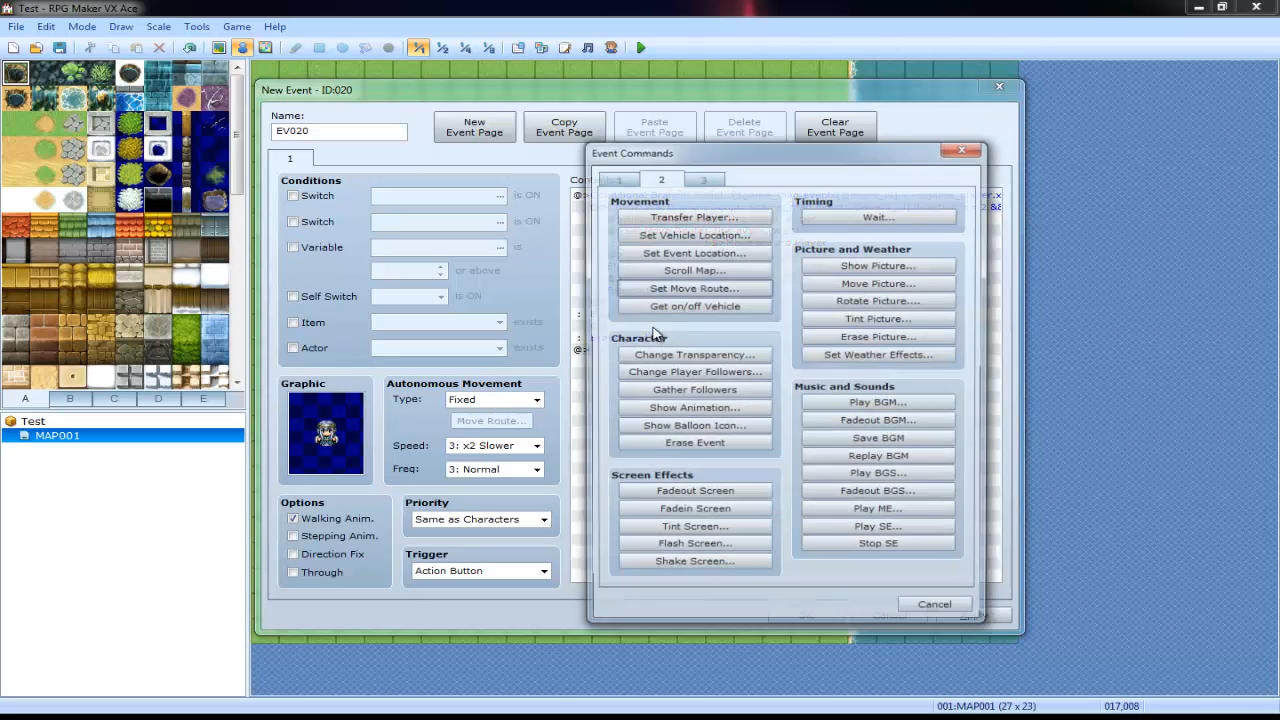 Test - RPG Maker VX Ace
File Edit Mode Draw Scale Tools Game Help
New Event - ID:020
Name:
EV020
New Event Page
Copy Event Page
Paste Event Page
Delete Event Page
Clear Event Page
1
Conditions
Switch ... is ON
Switch ... is ON
Variable ... is
or above
Self Switch is ON
Item exists
Actor exists
Graphic
Autonomous Movement
Type: Fixed
Move Route...
Speed: 3: x2 Slower
Freq: 3: Normal
Options
Walking Anim.
Stepping Anim.
Direction Fix
Through
Priority
Same as Characters
Trigger
Action Button
Event Commands
1 2 3
Movement
Transfer Player...
Set Vehicle Location...
Set Event Location...
Scroll Map...
Set Move Route...
Get on/off Vehicle
Character
Change Transparency...
Change Player Followers...
Gather Followers
Show Animation...
Show Balloon Icon...
Erase Event
Screen Effects
Fadeout Screen
Fadein Screen
Tint Screen...
Flash Screen...
Shake Screen...
Timing
Wait...
Picture and Weather
Show Picture...
Move Picture...
Rotate Picture...
Tint Picture...
Erase Picture...
Set Weather Effects...
Music and Sounds
Play BGM...
Fadeout BGM...
Save BGM
Replay BGM
Play BGS...
Fadeout BGS...
Play ME...
Play SE...
Stop SE
Cancel
A B C D E
Test
MAP001
001:MAP001 (27 x 23) 017,008